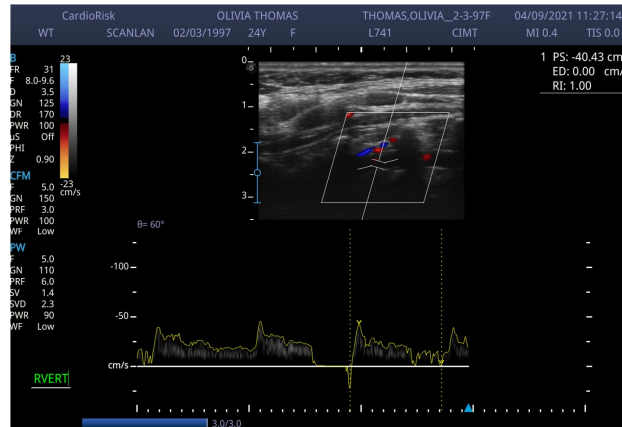 CardioRisk OLIVIA THOMAS THOMAS,OLIVIA__2-3-97F 04/09/2021 11:27:14
WT SCANLAN 02/03/1997 24Y F L741 CIMT MI 0.4 TIS 0.0
B
FR 31
F 8.0-9.6
D 3.5
GN 125
DR 170
PWR 100
µS Off
PHI
Z 0.90
CFM
F 5.0
GN 150
PRF 3.0
PWR 100
WF Low
PW
F 5.0
GN 110
PRF 6.0
SV 1.4
SVD 2.3
PWR 90
WF Low
RVERT
23
-23
cm/s
0
S
1
2
3
1 PS: -40.43 cm
ED: 0.00 cm/
RI: 1.00
θ= 60°
-100
-50
cm/s
3.0/3.0